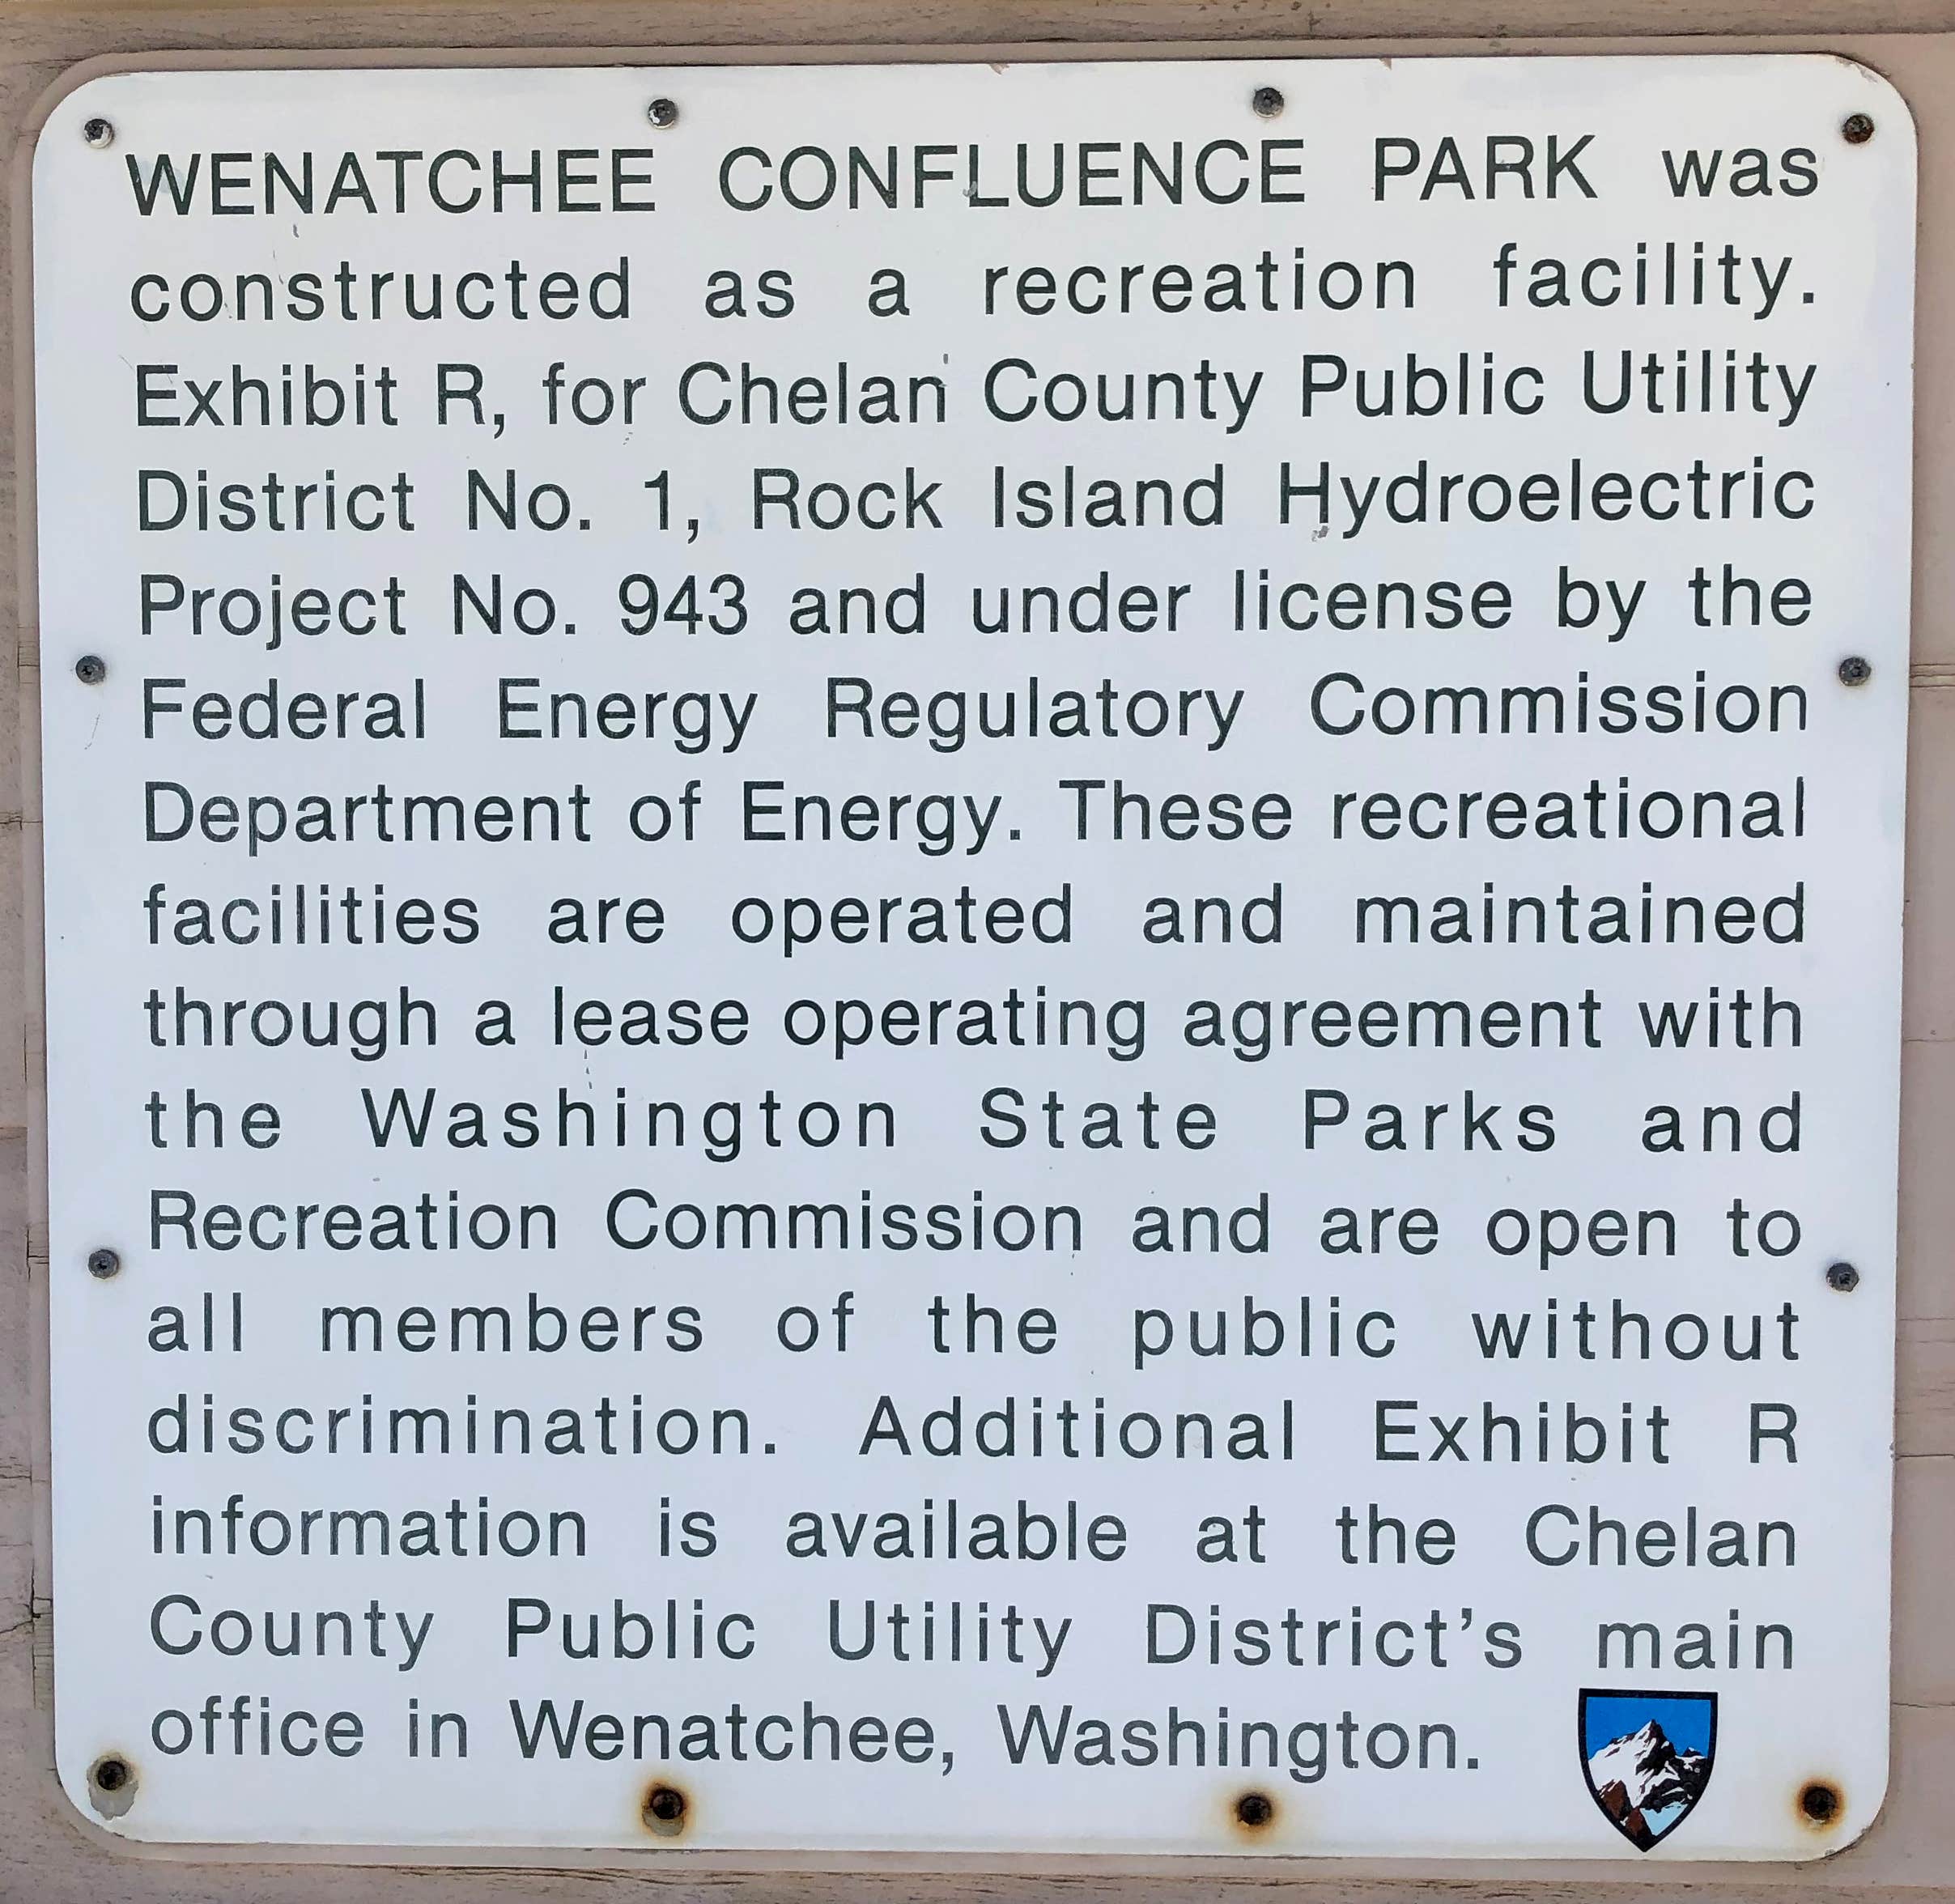 WENATCHEE CONFLUENCE PARK was
constructed as a recreation facility.
Exhibit R, for Chelan County Public Utility
District No. 1, Rock Island Hydroelectric
Project No. 943 and under license by the
Federal Energy Regulatory Commission
Department of Energy. These recreational
facilities are operated and maintained
through a lease operating agreement with
the Washington State Parks and
Recreation Commission and are open to
all members of the public without
discrimination. Additional Exhibit R
information is available at the Chelan
County Public Utility District’s main
office in Wenatchee, Washington.